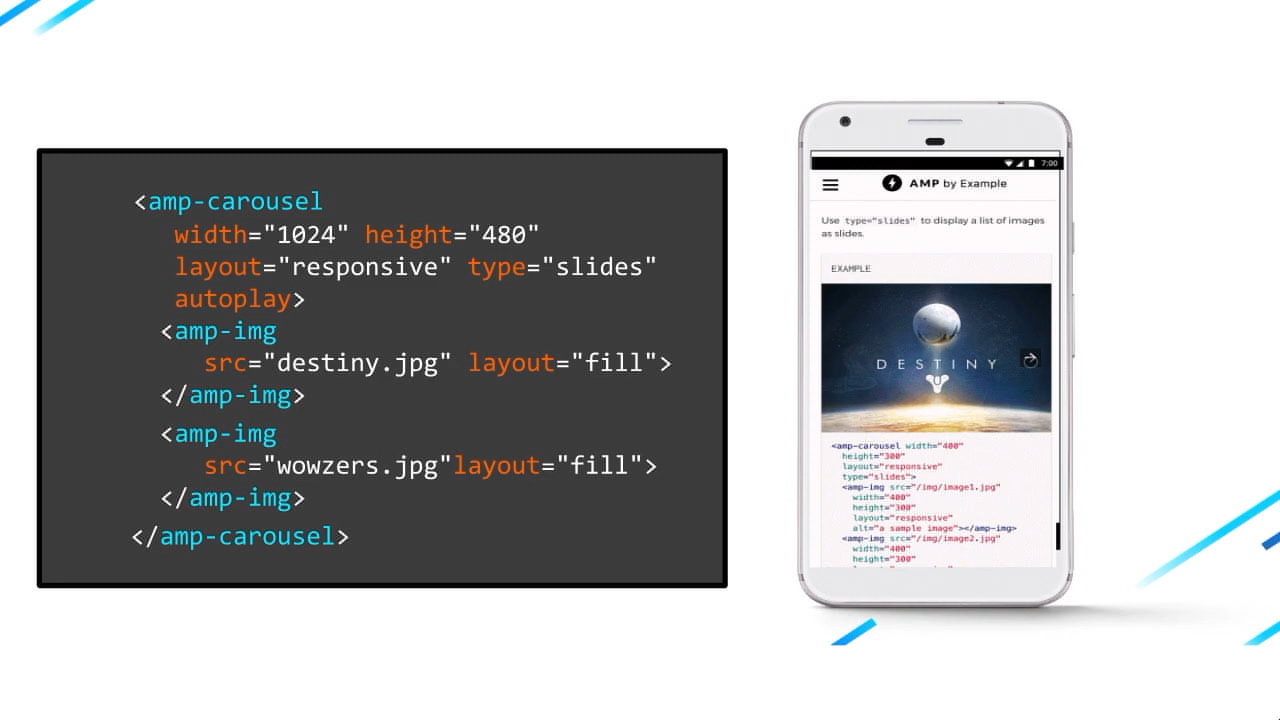 <amp-carousel
width="1024" height="480"
layout="responsive" type="slides"
autoplay>
<amp-img
src="destiny.jpg" layout="fill">
</amp-img>
<amp-img
src="wowzers.jpg"layout="fill">
</amp-img>
</amp-carousel>
7:00
AMP by Example
Use type="slides" to display a list of images
as slides.
EXAMPLE
DESTINY
<amp-carousel width="400"
height="300"
layout="responsive"
type="slides">
<amp-img src="/img/image1.jpg"
width="400"
height="300"
layout="responsive"
alt="a sample image"></amp-img>
<amp-img src="/img/image2.jpg"
width="400"
height="300"